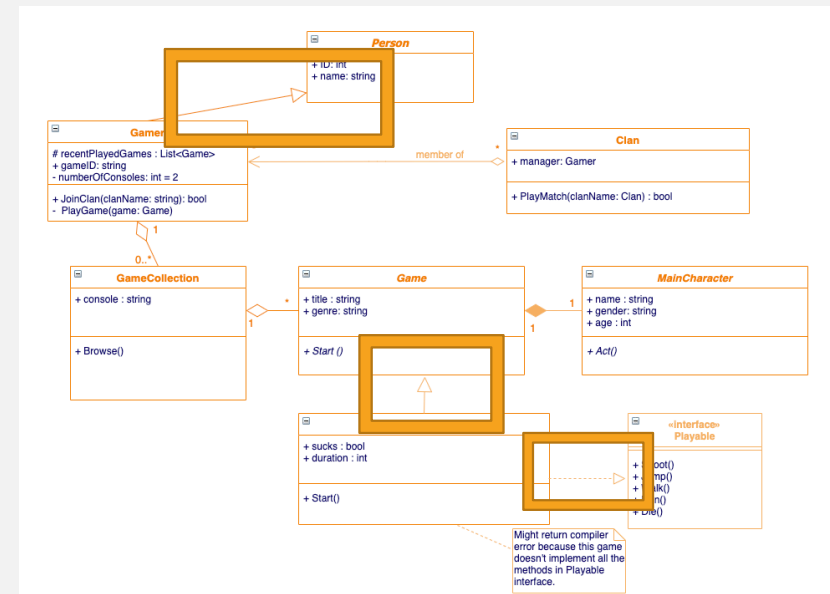 Person
+ ID: int
+ name: string
Gamer
# recentPlayedGames : List<Game>
+ gameID: string
- numberOfConsoles: int = 2
+ JoinClan(clanName: string): bool
- PlayGame(game: Game)
member of
*
Clan
+ manager: Gamer
+ PlayMatch(clanName: Clan) : bool
1
0..*
GameCollection
+ console : string
+ Browse()
1
*
Game
+ title : string
+ genre: string
+ Start ()
1
1
MainCharacter
+ name : string
+ gender: string
+ age : int
+ Act()
+ sucks : bool
+ duration : int
+ Start()
«interface»
Playable
+
+
+
+
+ Die()
Might return compiler
error because this game
doesn't implement all the
methods in Playable
interface.